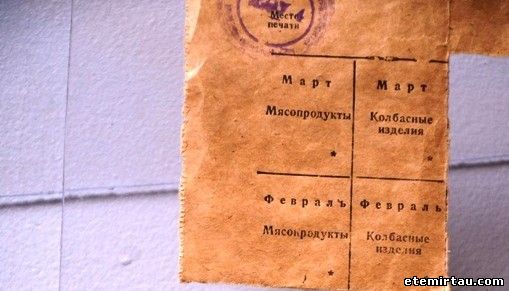 Место
печати
Март
Март
Мясопродукты
Колбасные
изделия
*
*
Февраль
Февраль
Мясопродукты
Колбасные
изделия
*
*
etemirtau.com